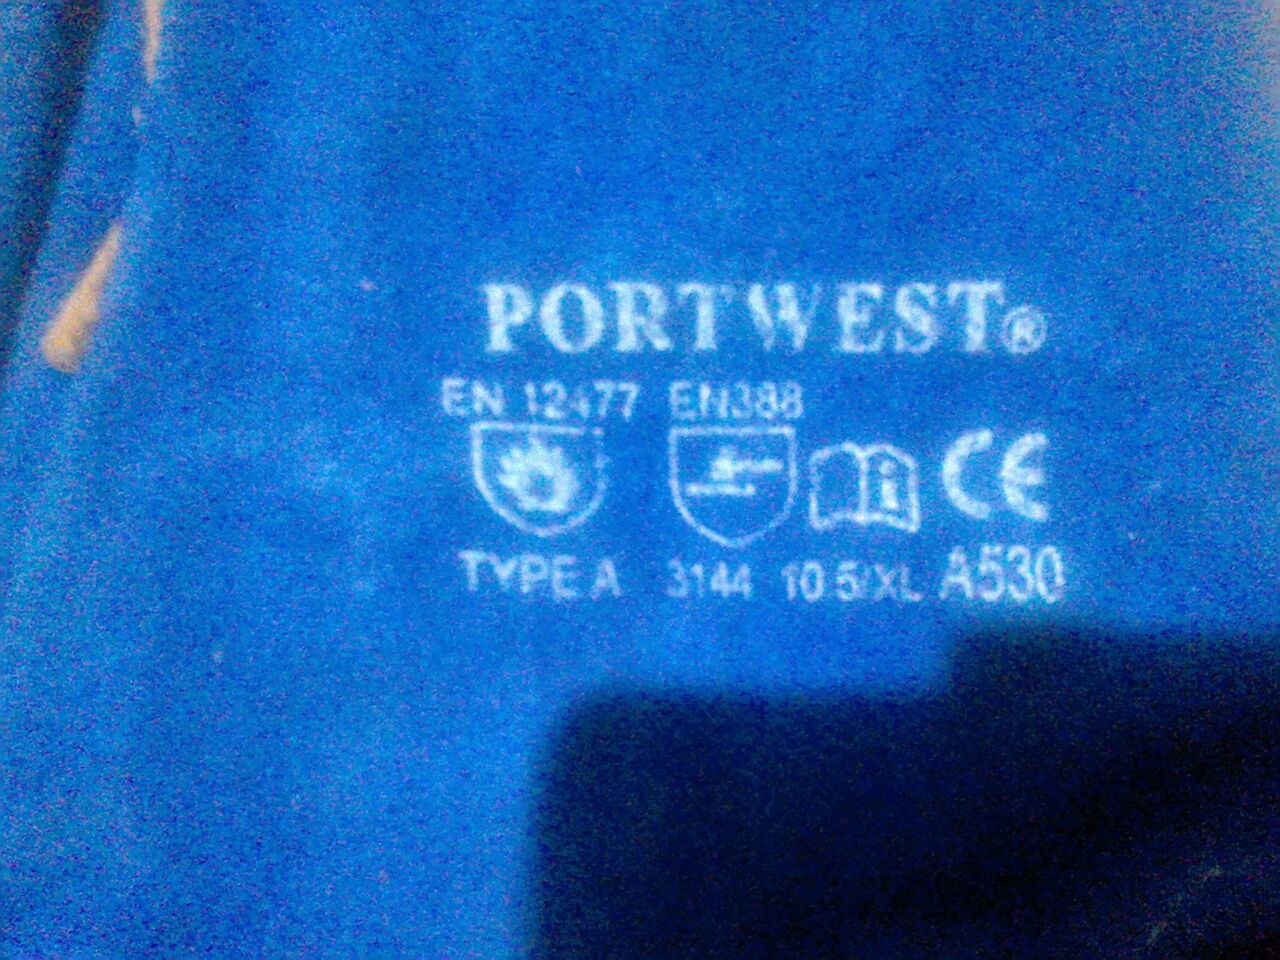 PORTWEST®
EN 12477 EN388
i CE
TYPE A 3144 10.5/XL A530